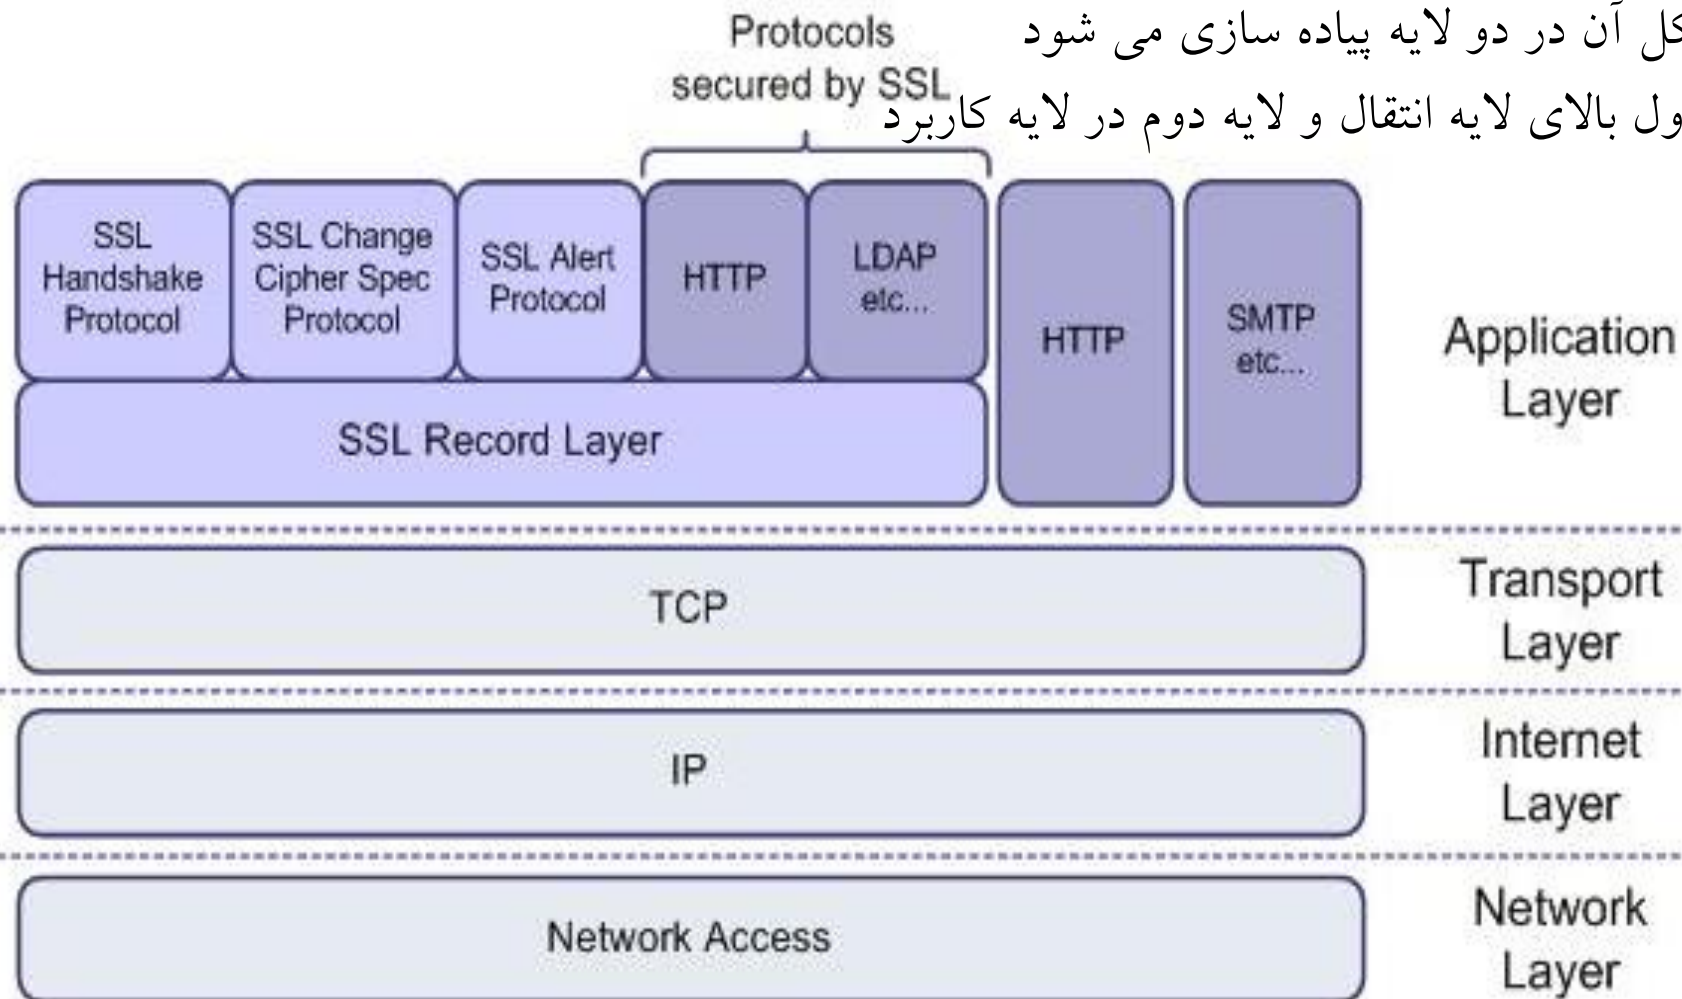 Protocols
secured by SSL
کل آن در دو لایه پیاده سازی می شود
ول بالای لایه انتقال و لایه دوم در لایه کاربرد
SSL
Handshake
Protocol
SSL Change
Cipher Spec
Protocol
SSL Alert
Protocol
HTTP
LDAP
etc...
HTTP
SMTP
etc...
Application
Layer
SSL Record Layer
TCP
Transport
Layer
IP
Internet
Layer
Network Access
Network
Layer